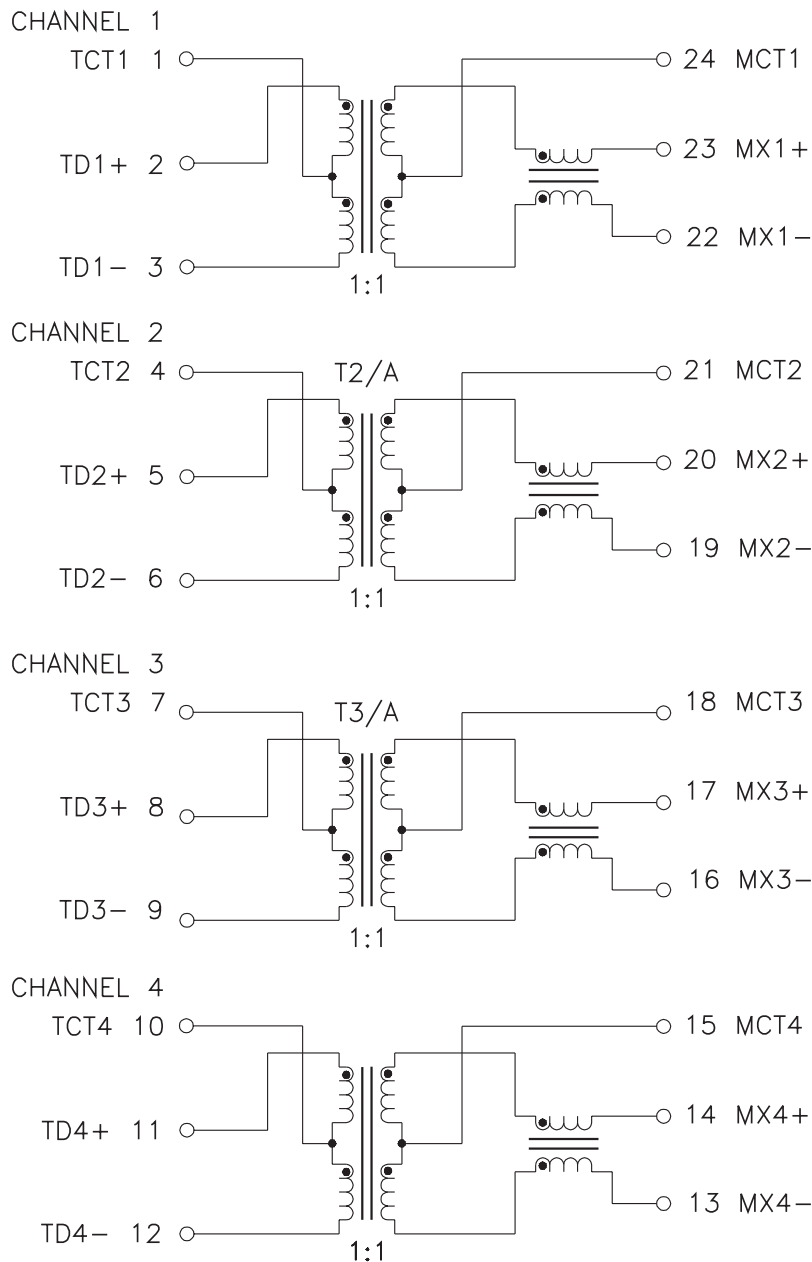 CHANNEL 1
TCT1 1
24 MCT1
TD1+ 2
23 MX1+
22 MX1−
TD1− 3
1:1
CHANNEL 2
TCT2 4
T2/A
21 MCT2
TD2+ 5
20 MX2+
19 MX2−
TD2− 6
1:1
CHANNEL 3
TCT3 7
T3/A
18 MCT3
TD3+ 8
17 MX3+
16 MX3−
TD3− 9
1:1
CHANNEL 4
TCT4 10
15 MCT4
TD4+ 11
14 MX4+
13 MX4−
TD4− 12
1:1